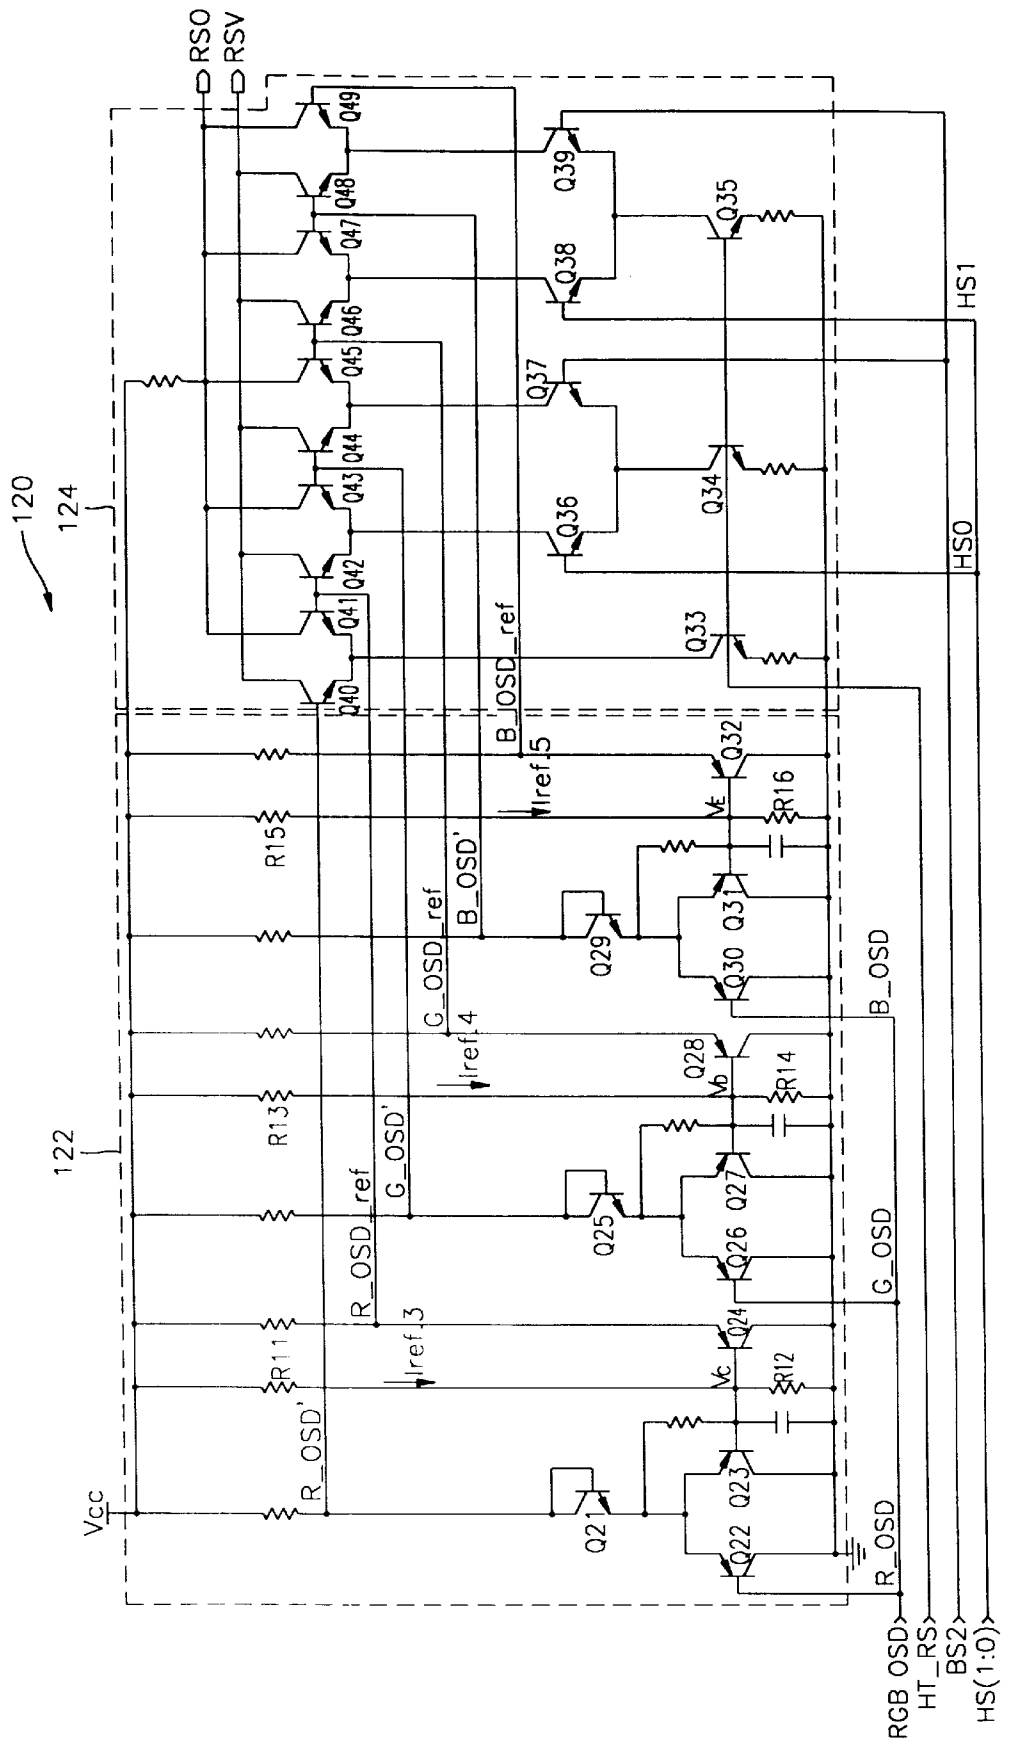 120
122
124
Vcc
RSO
RSV
R11
R13
R15
Q40
Q41
Q42
Q43
Q44
Q45
Q46
Q47
Q48
Q49
R_OSD'
R_OSD_ref
G_OSD'
G_OSD_ref
B_OSD'
B_OSD_ref
Iref.3
Iref.4
Iref.5
Q21
Q25
Q29
Q36
Q37
Q38
Q39
Q22
Q23
Vc
Q24
Q26
Q27
Vb
Q28
Q30
Q31
VE
Q32
Q33
Q34
Q35
R12
R14
R16
R_OSD
G_OSD
B_OSD
HS0
HS1
RGB OSD
HT_RS
BS2
HS(1:0)